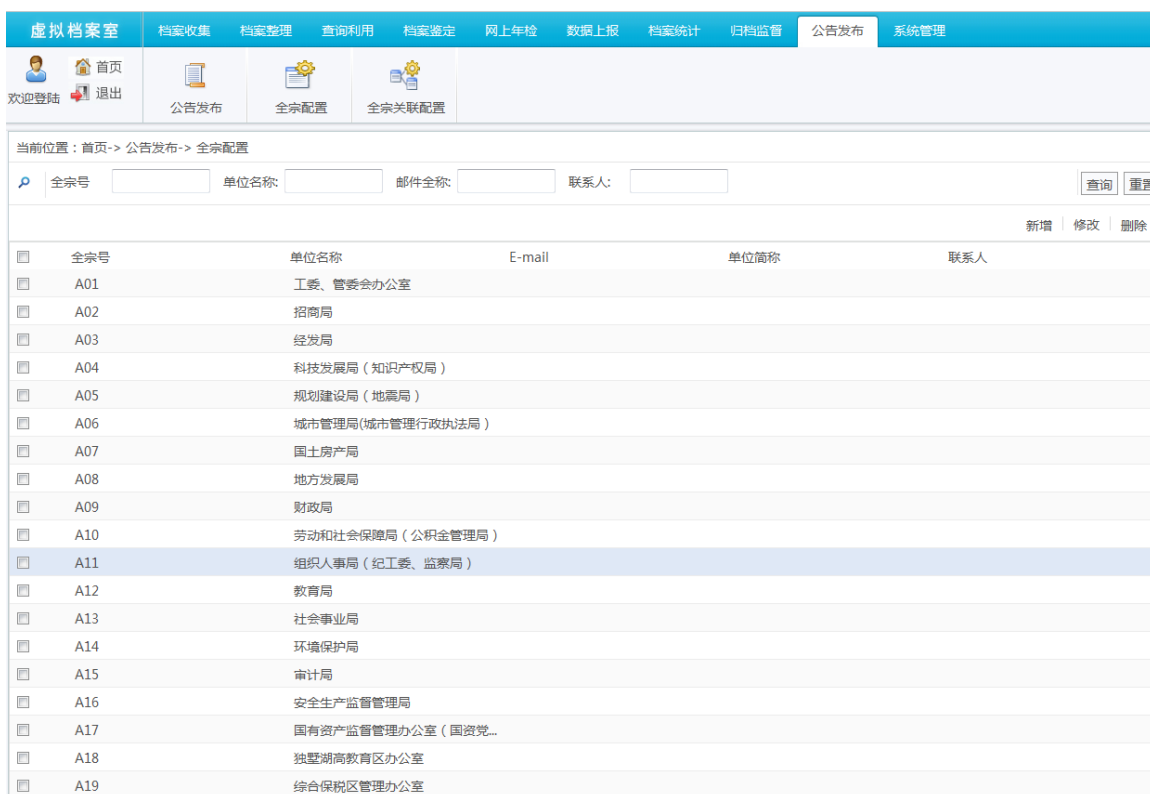 虚拟档案室 档案收集 档案整理 查询利用 档案鉴定 网上年检 数据上报 档案统计 归档监督 公告发布 系统管理
首页
欢迎登陆 退出
公告发布 全宗配置 全宗关联配置
当前位置：首页-> 公告发布-> 全宗配置
全宗号 单位名称: 邮件全称: 联系人: 查询 重置
新增 修改 删除
全宗号 单位名称 E-mail 单位简称 联系人
A01 工委、管委会办公室
A02 招商局
A03 经发局
A04 科技发展局（知识产权局）
A05 规划建设局（地震局）
A06 城市管理局(城市管理行政执法局）
A07 国土房产局
A08 地方发展局
A09 财政局
A10 劳动和社会保障局（公积金管理局）
A11 组织人事局（纪工委、监察局）
A12 教育局
A13 社会事业局
A14 环境保护局
A15 审计局
A16 安全生产监督管理局
A17 国有资产监督管理办公室（国资党...
A18 独墅湖高教育区办公室
A19 综合保税区管理办公室